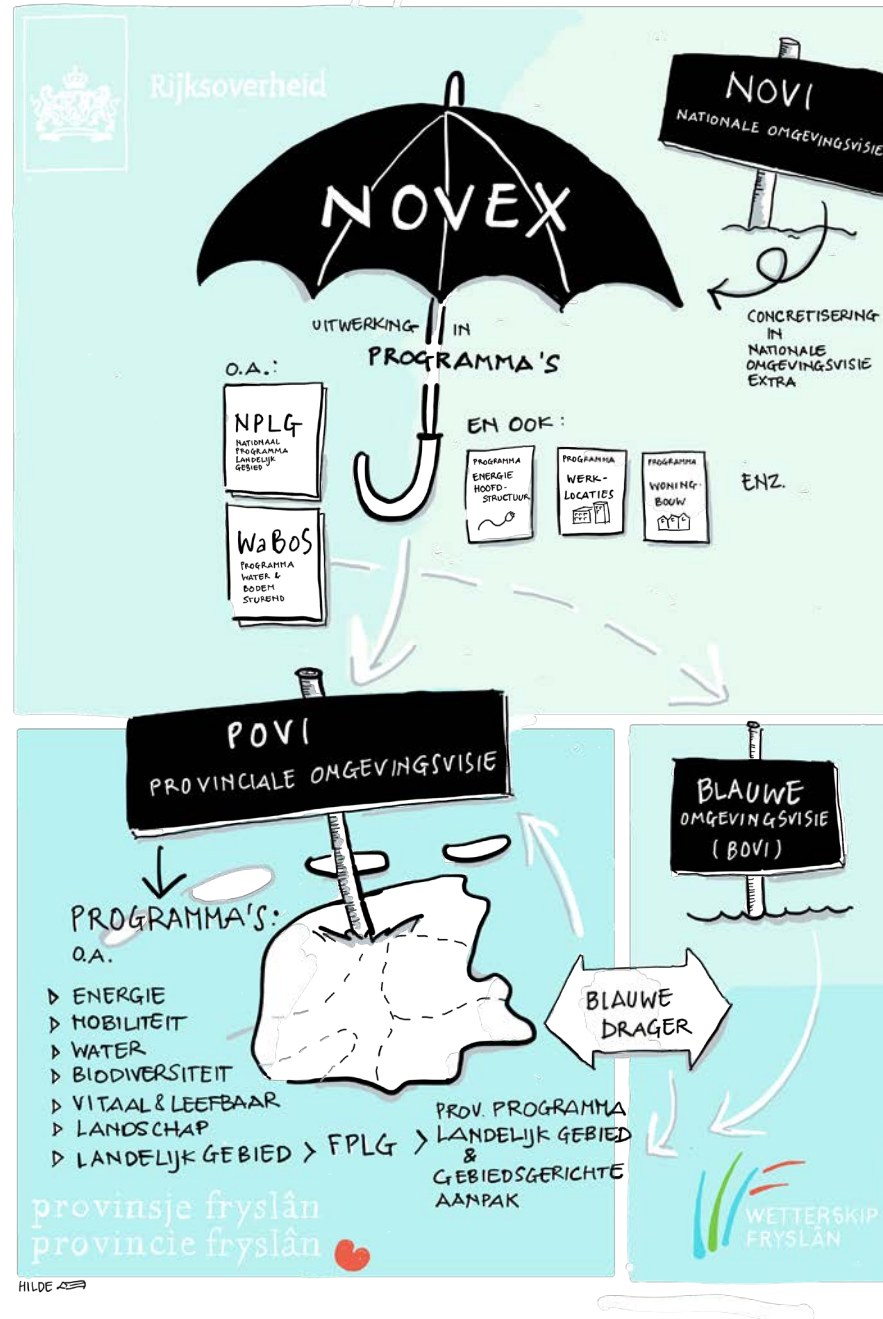 Rijksoverheid
NOVI
NATIONALE OMGEVINGSVISIE
NOVEX
CONCRETISERING
IN
NATIONALE
OMGEVINGSVISIE
EXTRA
UITWERKING IN
PROGRAMMA'S
O.A.:
NPLG
NATIONAAL
PROGRAMMA
LANDELIJK
GEBIED
WaBoS
PROGRAMMA
WATER &
BODEM
STUREND
EN OOK:
PROGRAMMA
ENERGIE
HOOFD-
STRUCTUUR
PROGRAMMA
WERK-
LOCATIES
PROGRAMMA
WONING-
BOUW
ENZ.
POVI
PROVINCIALE OMGEVINGSVISIE
PROGRAMMA'S:
O.A.
ENERGIE
MOBILITEIT
WATER
BIODIVERSITEIT
VITAAL & LEEFBAAR
LANDSCHAP
LANDELIJK GEBIED > FPLG >
PROV. PROGRAMMA
LANDELIJK GEBIED
&
GEBIEDSGERICHTE
AANPAK
BLAUWE
OMGEVINGSVISIE
(BOVI)
BLAUWE
DRAGER
provinsje fryslân
provincie fryslân
WETTERSKIP
FRYSLÂN
HILDE